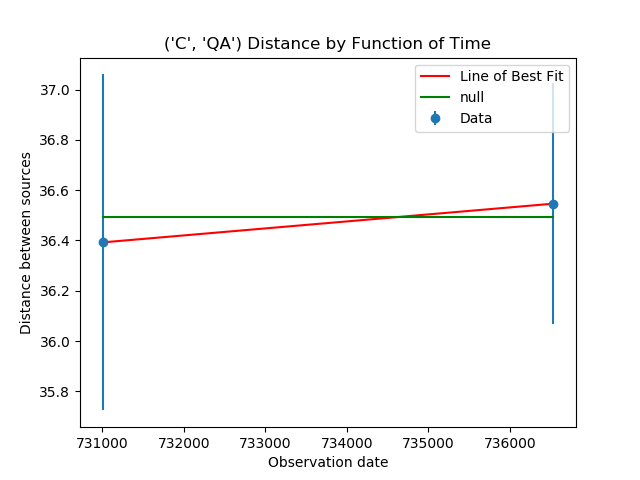 ('C', 'QA') Distance by Function of Time
Line of Best Fit
null
Data
Distance between sources
37.0
36.8
36.6
36.4
36.2
36.0
35.8
731000 732000 733000 734000 735000 736000
Observation date